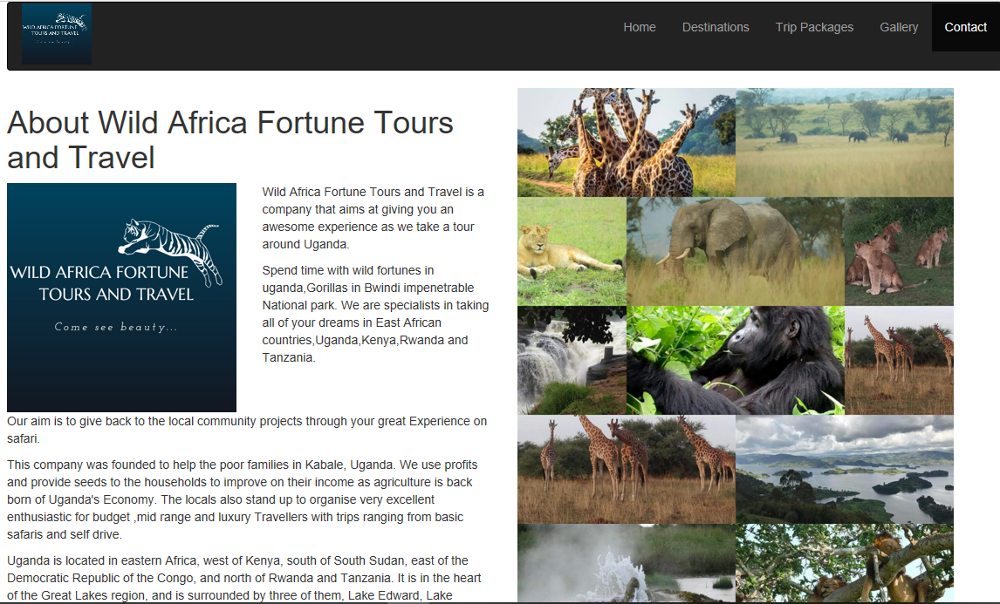 WILD AFRICA FORTUNE
TOURS AND TRAVEL
Home
Destinations
Trip Packages
Gallery
Contact
About Wild Africa Fortune Tours
and Travel
WILD AFRICA FORTUNE
TOURS AND TRAVEL
Come see beauty...
Wild Africa Fortune Tours and Travel is a
company that aims at giving you an
awesome experience as we take a tour
around Uganda.
Spend time with wild fortunes in
uganda,Gorillas in Bwindi impenetrable
National park. We are specialists in taking
all of your dreams in East African
countries,Uganda,Kenya,Rwanda and
Tanzania.
Our aim is to give back to the local community projects through your great Experience on
safari.
This company was founded to help the poor families in Kabale, Uganda. We use profits
and provide seeds to the households to improve on their income as agriculture is back
born of Uganda's Economy. The locals also stand up to organise very excellent
enthusiastic for budget ,mid range and luxury Travellers with trips ranging from basic
safaris and self drive.
Uganda is located in eastern Africa, west of Kenya, south of South Sudan, east of the
Democratic Republic of the Congo, and north of Rwanda and Tanzania. It is in the heart
of the Great Lakes region, and is surrounded by three of them, Lake Edward, Lake